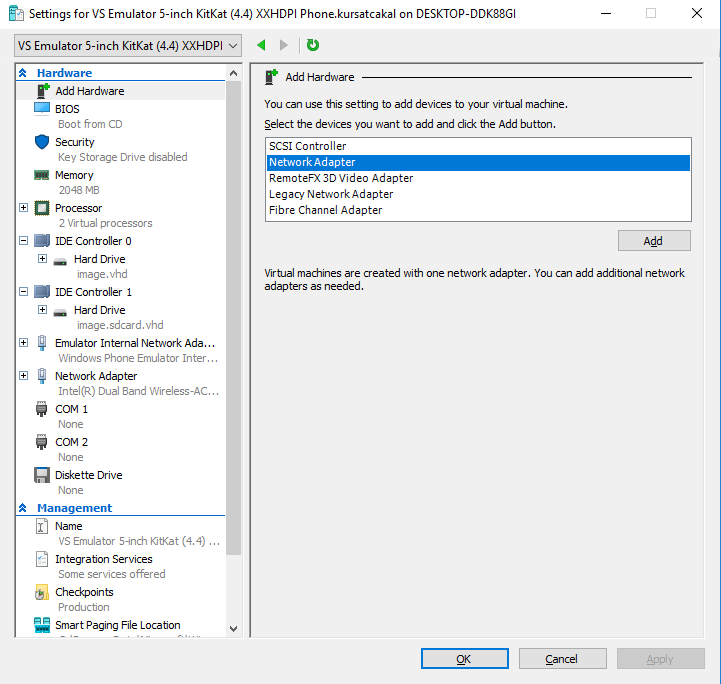 Settings for VS Emulator 5-inch KitKat (4.4) XXHDPI Phone.kursatcakal on DESKTOP-DDK88GI
VS Emulator 5-inch KitKat (4.4) XXHDPI
Hardware
Add Hardware
BIOS
Boot from CD
Security
Key Storage Drive disabled
Memory
2048 MB
Processor
2 Virtual processors
IDE Controller 0
Hard Drive
image.vhd
IDE Controller 1
Hard Drive
image.sdcard.vhd
Emulator Internal Network Ada...
Windows Phone Emulator Inter...
Network Adapter
Intel(R) Dual Band Wireless-AC...
COM 1
None
COM 2
None
Diskette Drive
None
Management
Name
VS Emulator 5-inch KitKat (4.4) ...
Integration Services
Some services offered
Checkpoints
Production
Smart Paging File Location
Add Hardware
You can use this setting to add devices to your virtual machine.
Select the devices you want to add and click the Add button.
SCSI Controller
Network Adapter
RemoteFX 3D Video Adapter
Legacy Network Adapter
Fibre Channel Adapter
Add
Virtual machines are created with one network adapter. You can add additional network
adapters as needed.
OK
Cancel
Apply